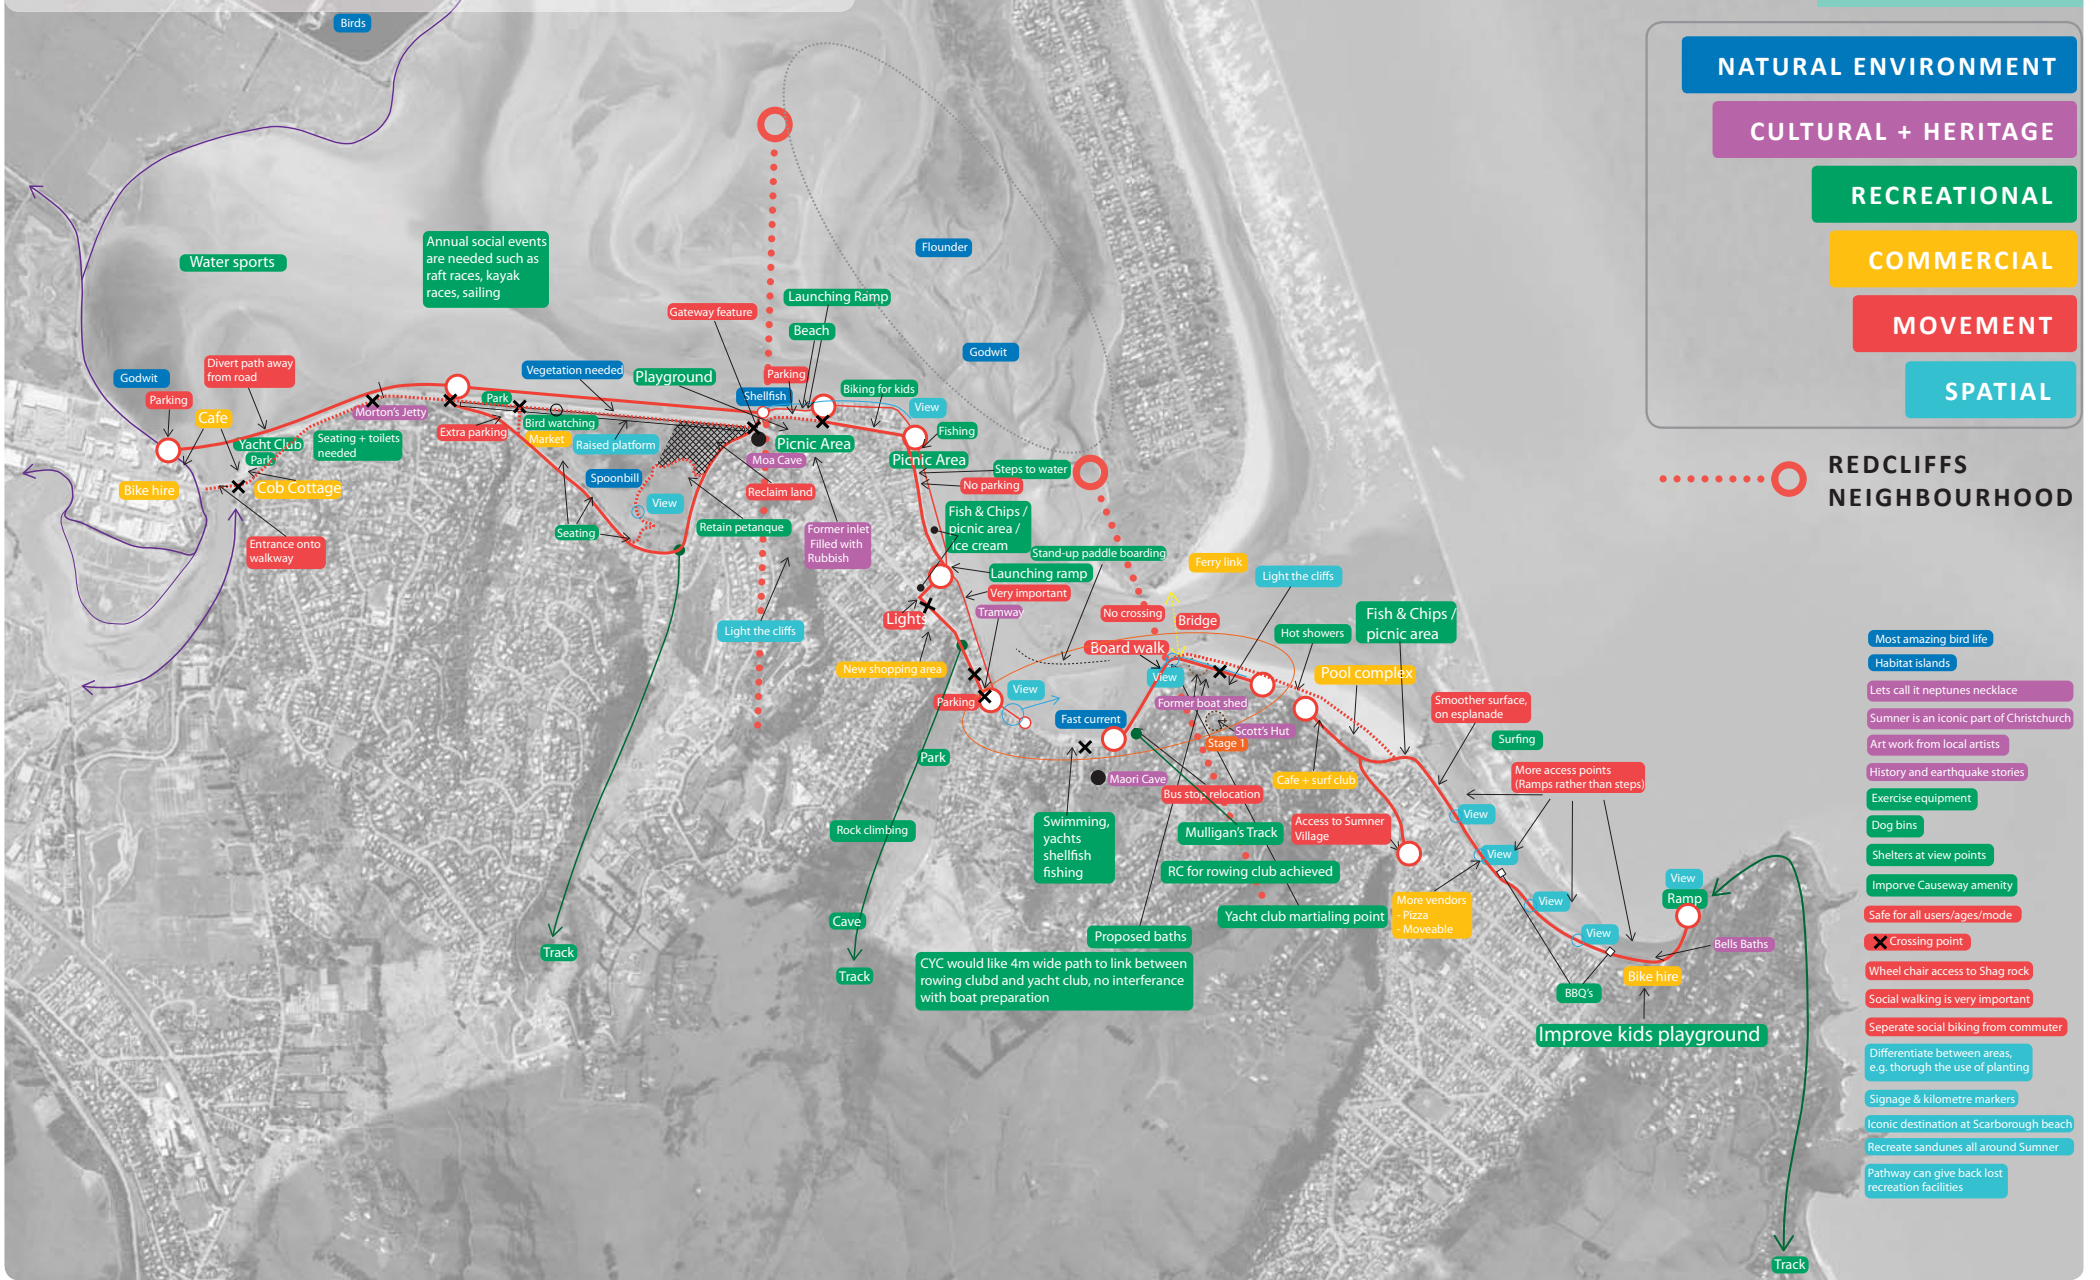 Birds
NATURAL ENVIRONMENT
CULTURAL + HERITAGE
RECREATIONAL
COMMERCIAL
MOVEMENT
SPATIAL
REDCLIFFS
NEIGHBOURHOOD
Water sports
Annual social events
are needed such as
raft races, kayak
races, sailing
Flounder
Gateway feature
Launching Ramp
Beach
Godwit
Godwit
Divert path away
from road
Vegetation needed
Playground
Parking
Biking for kids
Parking
Cafe
Morton's Jetty
Park
Shellfish
View
Yacht Club
Park
Seating + toilets
needed
Extra parking
Bird watching
Market
Raised platform
Picnic Area
Fishing
Moa Cave
Picnic Area
Steps to water
Bike hire
Cob Cottage
Spoonbill
Reclaim land
No parking
View
Seating
Retain petanque
Former inlet
Filled with
Rubbish
Fish & Chips /
picnic area /
ice cream
Entrance onto
walkway
Stand-up paddle boarding
Launching ramp
Very important
Tramway
Ferry link
Light the cliffs
Lights
No crossing
Bridge
Fish & Chips /
picnic area
Light the cliffs
Hot showers
Board walk
New shopping area
View
Pool complex
Parking
View
Former boat shed
Smoother surface,
on esplanade
Fast current
Scott's Hut
Stage 1
Surfing
Park
Maori Cave
Cafe + surf club
More access points
(Ramps rather than steps)
Bus stop relocation
Rock climbing
Swimming,
yachts
shellfish
fishing
Mulligan's Track
Access to Sumner
Village
View
View
RC for rowing club achieved
View
Ramp
More vendors
- Pizza
- Moveable
View
Cave
Yacht club martialing point
Proposed baths
View
Bells Baths
Track
Track
CYC would like 4m wide path to link between
rowing clubd and yacht club, no interferance
with boat preparation
Bike hire
BBQ's
Improve kids playground
Track
Most amazing bird life
Habitat islands
Lets call it neptunes necklace
Sumner is an iconic part of Christchurch
Art work from local artists
History and earthquake stories
Exercise equipment
Dog bins
Shelters at view points
Imporve Causeway amenity
Safe for all users/ages/mode
Crossing point
Wheel chair access to Shag rock
Social walking is very important
Seperate social biking from commuter
Differentiate between areas,
e.g. thorugh the use of planting
Signage & kilometre markers
Iconic destination at Scarborough beach
Recreate sandunes all around Sumner
Pathway can give back lost
recreation facilities